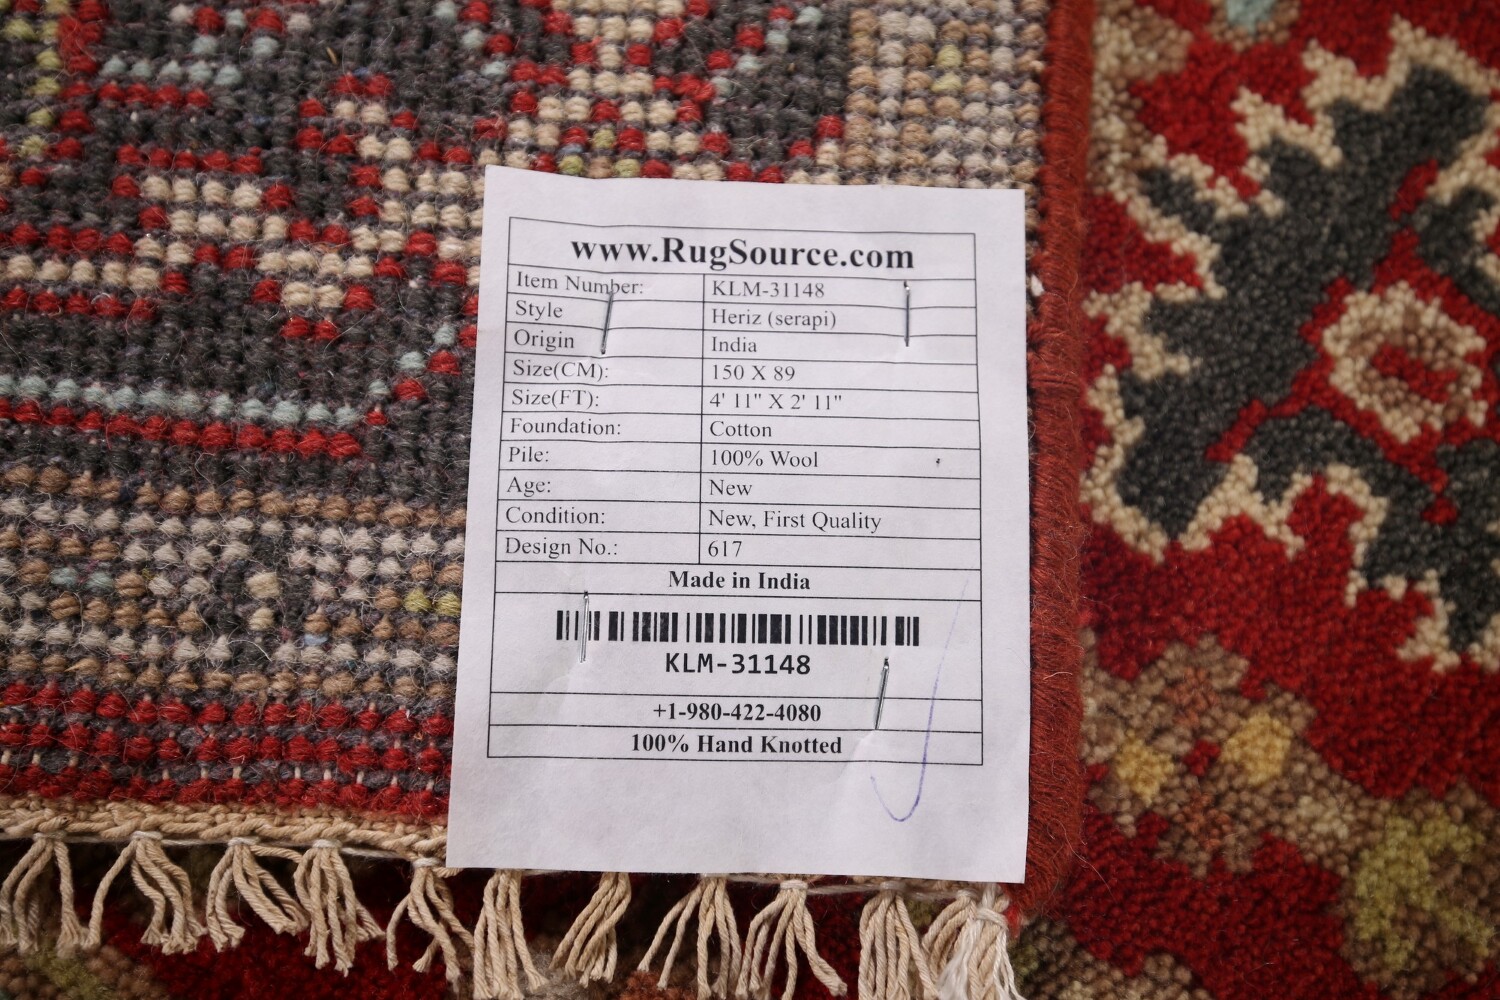 www.RugSource.com
Item Number: KLM-31148
Style Heriz (serapi)
Origin India
Size(CM): 150 X 89
Size(FT): 4' 11" X 2' 11"
Foundation: Cotton
Pile: 100% Wool
Age: New
Condition: New, First Quality
Design No.: 617
Made in India
KLM-31148
+1-980-422-4080
100% Hand Knotted